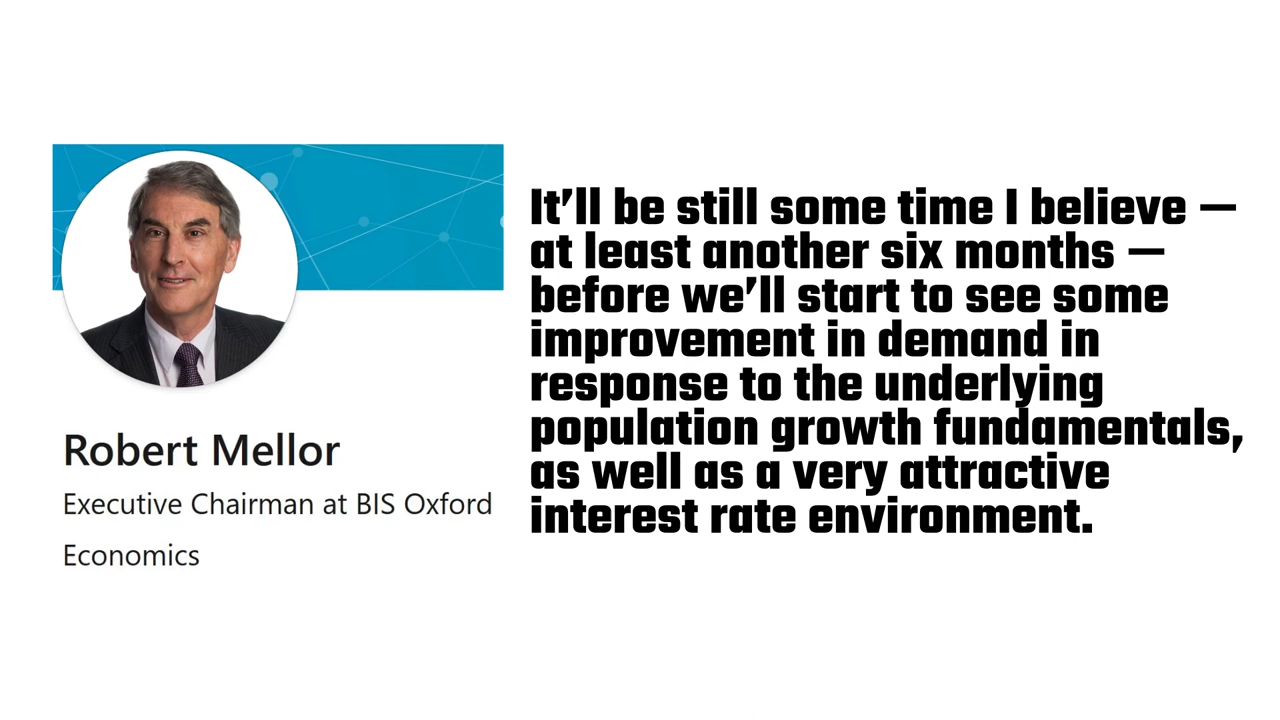 Robert Mellor
Executive Chairman at BIS Oxford
Economics
It’ll be still some time I believe —
at least another six months —
before we’ll start to see some
improvement in demand in
response to the underlying
population growth fundamentals,
as well as a very attractive
interest rate environment.